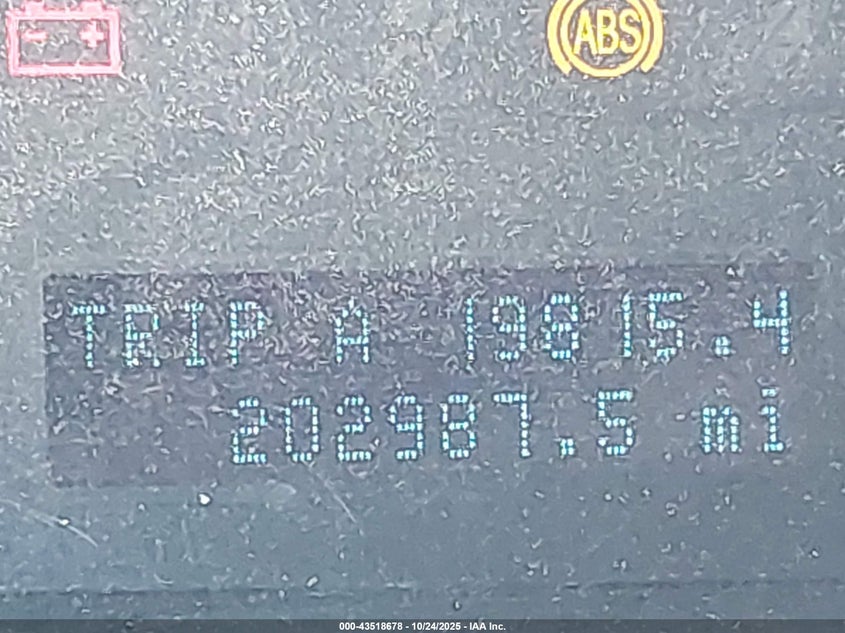 ABS
TRIP A 19815.4
202987.5 mi
000-43518678 - 10/24/2025 - IAA Inc.